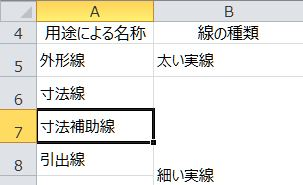 A B
4 用途による名称 線の種類
5 外形線 太い実線
6 寸法線
7 寸法補助線
8 引出線
細い実線